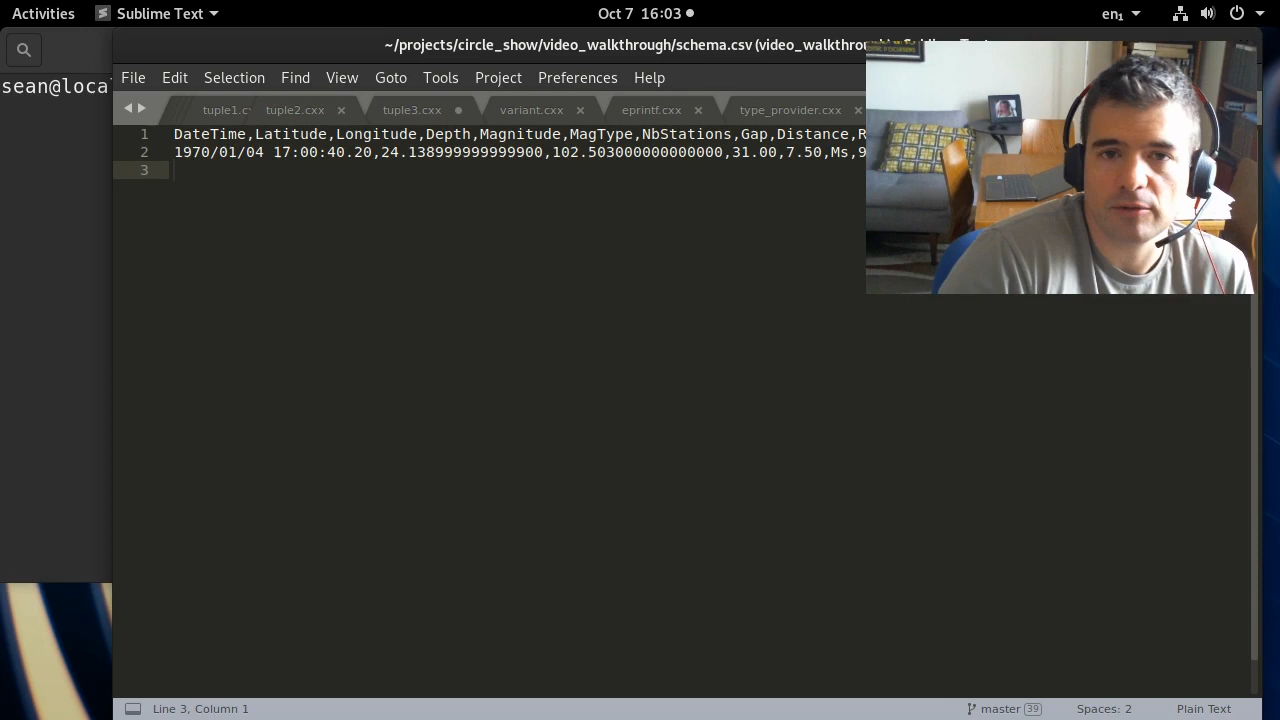 Activities Sublime Text Oct 7 16:03 en₁
~/projects/circle_show/video_walkthrough/schema.csv (video_walkthrou
File Edit Selection Find View Goto Tools Project Preferences Help
sean@loca
tuple1.c tuple2.cxx × tuple3.cxx variant.cxx × eprintf.cxx × type_provider.cxx ×
1 DateTime,Latitude,Longitude,Depth,Magnitude,MagType,NbStations,Gap,Distance,R
2 1970/01/04 17:00:40.20,24.138999999999900,102.503000000000000,31.00,7.50,Ms,9
3
Line 3, Column 1 master 39 Spaces: 2 Plain Text